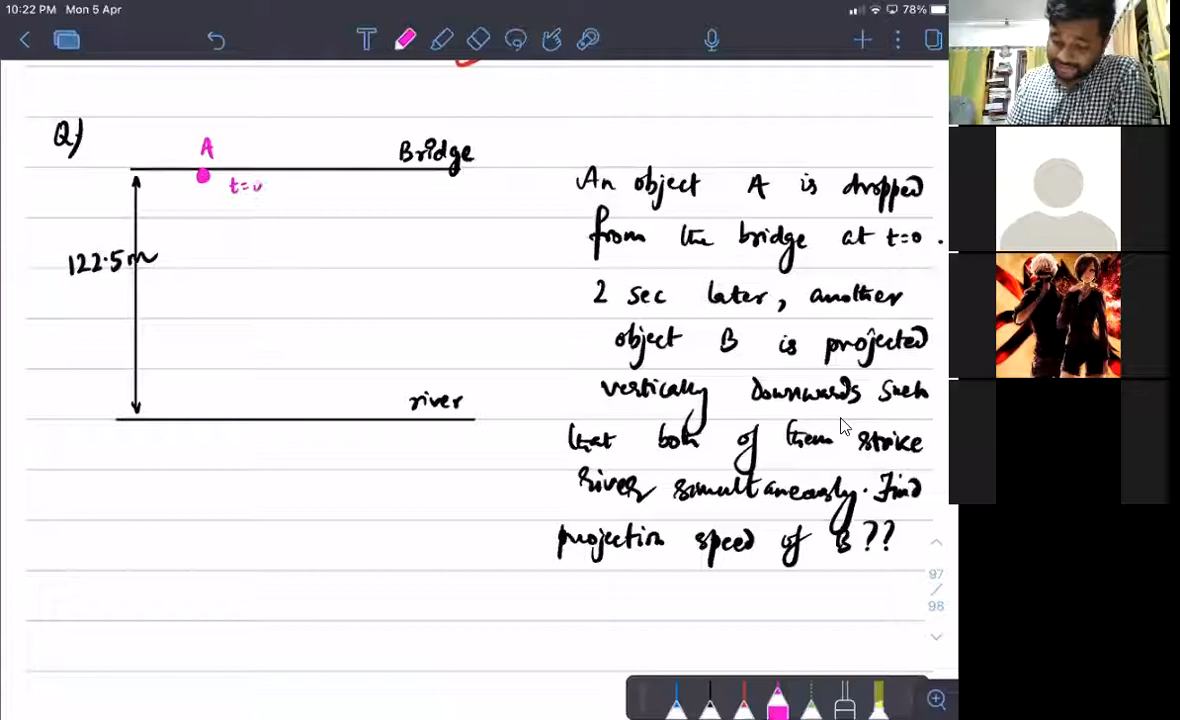 10:22 PM Mon 5 Apr
78%
Q)
A
Bridge
t=0
122.5m
river
An object A is dropped
from the bridge at t=0.
2 sec later, another
object B is projected
vertically downwards such
that both of them strike
river simultaneously. Find
projection speed of B??
97
/
98